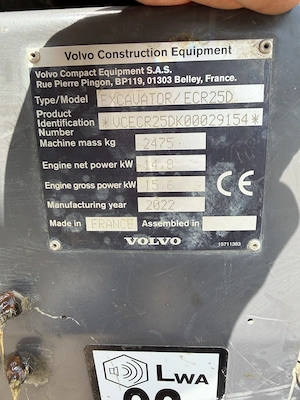 Volvo Construction Equipment
Volvo Compact Equipment S.A.S.
Rue Pierre Pingon, BP119, 01303 Belley, France.
Type/Model EXCAVATOR/ECR25D
Product Identification Number *VCECR25DK00029154*
Machine mass kg 2475
Engine net power kW 14.8
Engine gross power kW 15.6
Manufacturing year 2022
CE
Made in FRANCE Assembled in
VOLVO
15711383
LWA